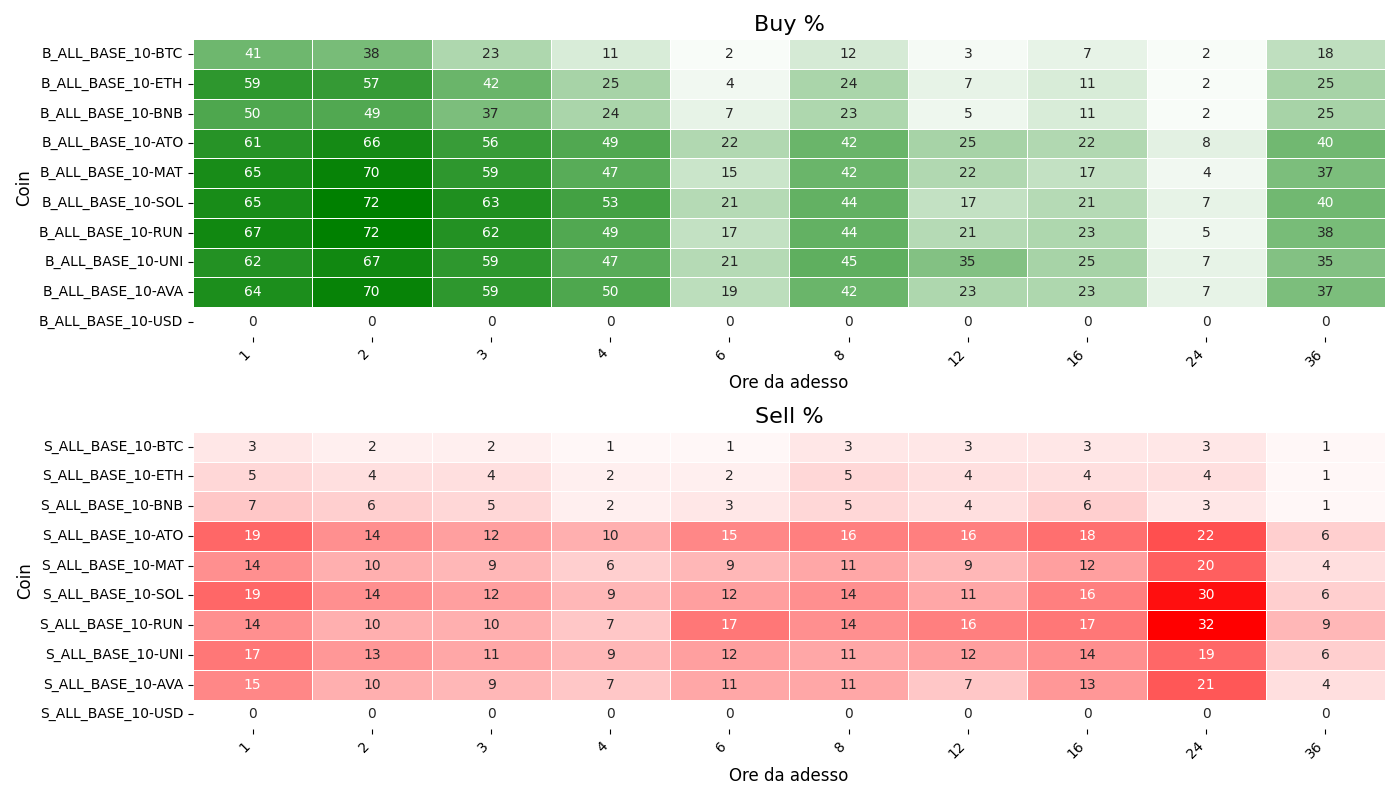 Buy %
Coin
B_ALL_BASE_10-BTC 41 38 23 11 2 12 3 7 2 18
B_ALL_BASE_10-ETH 59 57 42 25 4 24 7 11 2 25
B_ALL_BASE_10-BNB 50 49 37 24 7 23 5 11 2 25
B_ALL_BASE_10-ATO 61 66 56 49 22 42 25 22 8 40
B_ALL_BASE_10-MAT 65 70 59 47 15 42 22 17 4 37
B_ALL_BASE_10-SOL 65 72 63 53 21 44 17 21 7 40
B_ALL_BASE_10-RUN 67 72 62 49 17 44 21 23 5 38
B_ALL_BASE_10-UNI 62 67 59 47 21 45 35 25 7 35
B_ALL_BASE_10-AVA 64 70 59 50 19 42 23 23 7 37
B_ALL_BASE_10-USD 0 0 0 0 0 0 0 0 0 0
1 2 3 4 6 8 12 16 24 36
Ore da adesso
Sell %
Coin
S_ALL_BASE_10-BTC 3 2 2 1 1 3 3 3 3 1
S_ALL_BASE_10-ETH 5 4 4 2 2 5 4 4 4 1
S_ALL_BASE_10-BNB 7 6 5 2 3 5 4 6 3 1
S_ALL_BASE_10-ATO 19 14 12 10 15 16 16 18 22 6
S_ALL_BASE_10-MAT 14 10 9 6 9 11 9 12 20 4
S_ALL_BASE_10-SOL 19 14 12 9 12 14 11 16 30 6
S_ALL_BASE_10-RUN 14 10 10 7 17 14 16 17 32 9
S_ALL_BASE_10-UNI 17 13 11 9 12 11 12 14 19 6
S_ALL_BASE_10-AVA 15 10 9 7 11 11 7 13 21 4
S_ALL_BASE_10-USD 0 0 0 0 0 0 0 0 0 0
1 2 3 4 6 8 12 16 24 36
Ore da adesso